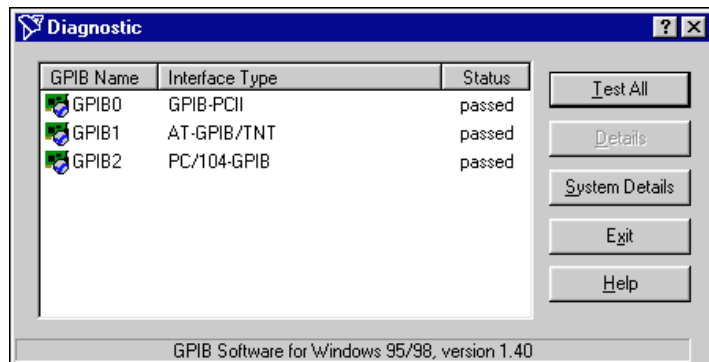 Diagnostic
GPIB Name Interface Type Status
GPIB0 GPIB-PCII passed
GPIB1 AT-GPIB/TNT passed
GPIB2 PC/104-GPIB passed
Test All
Details
System Details
Exit
Help
GPIB Software for Windows 95/98, version 1.40